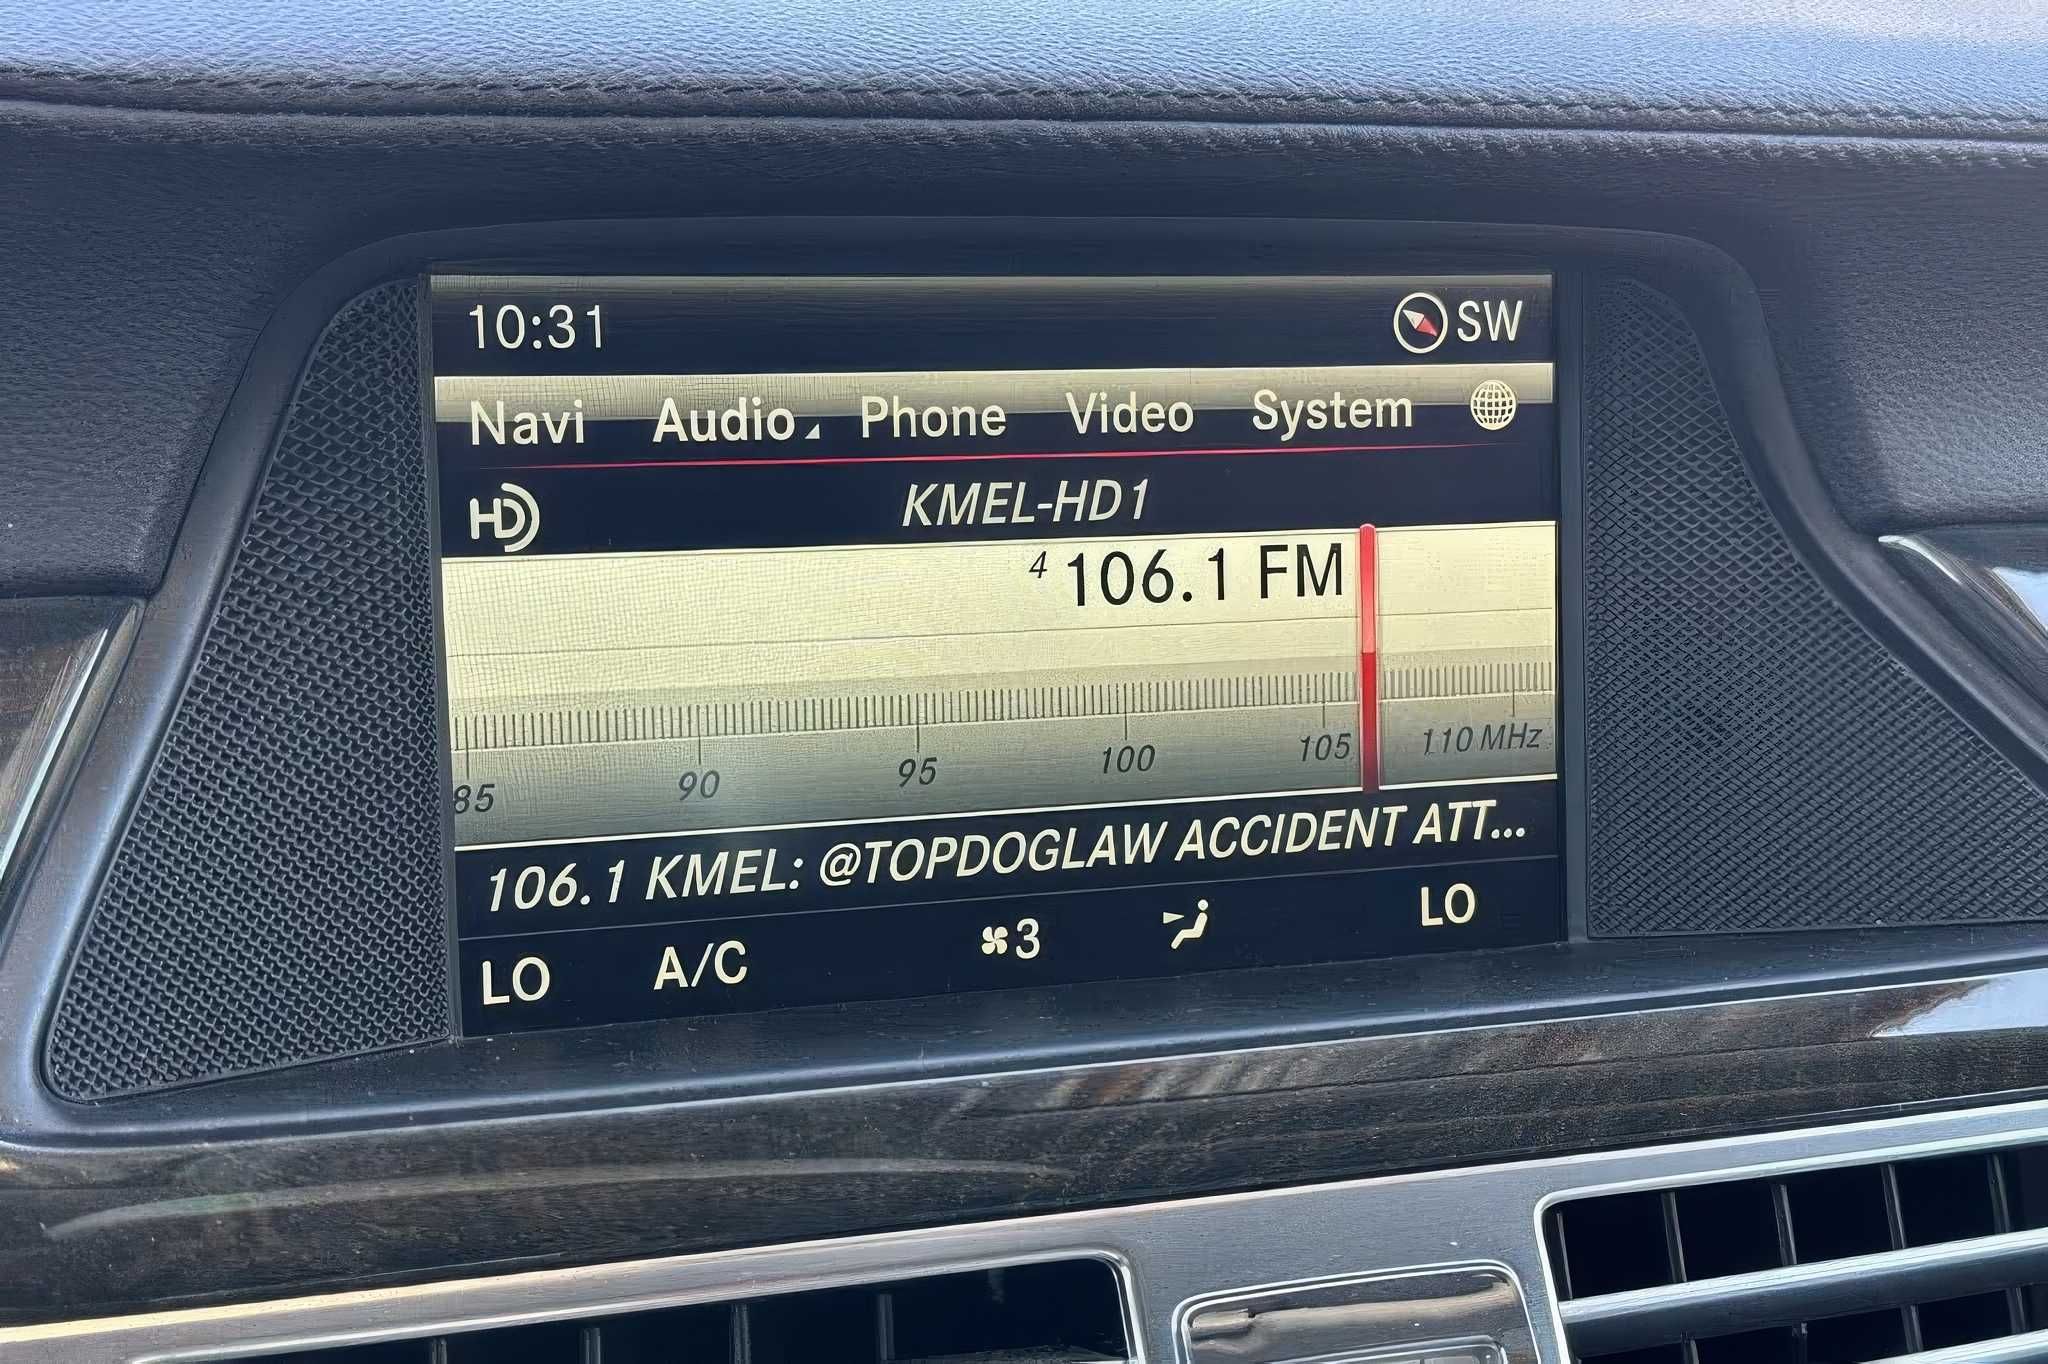 10:31 SW
Navi Audio Phone Video System
HD KMEL-HD1
4 106.1 FM
85 90 95 100 105 110 MHz
106.1 KMEL: @TOPDOGLAW ACCIDENT ATT...
LO A/C 3 LO